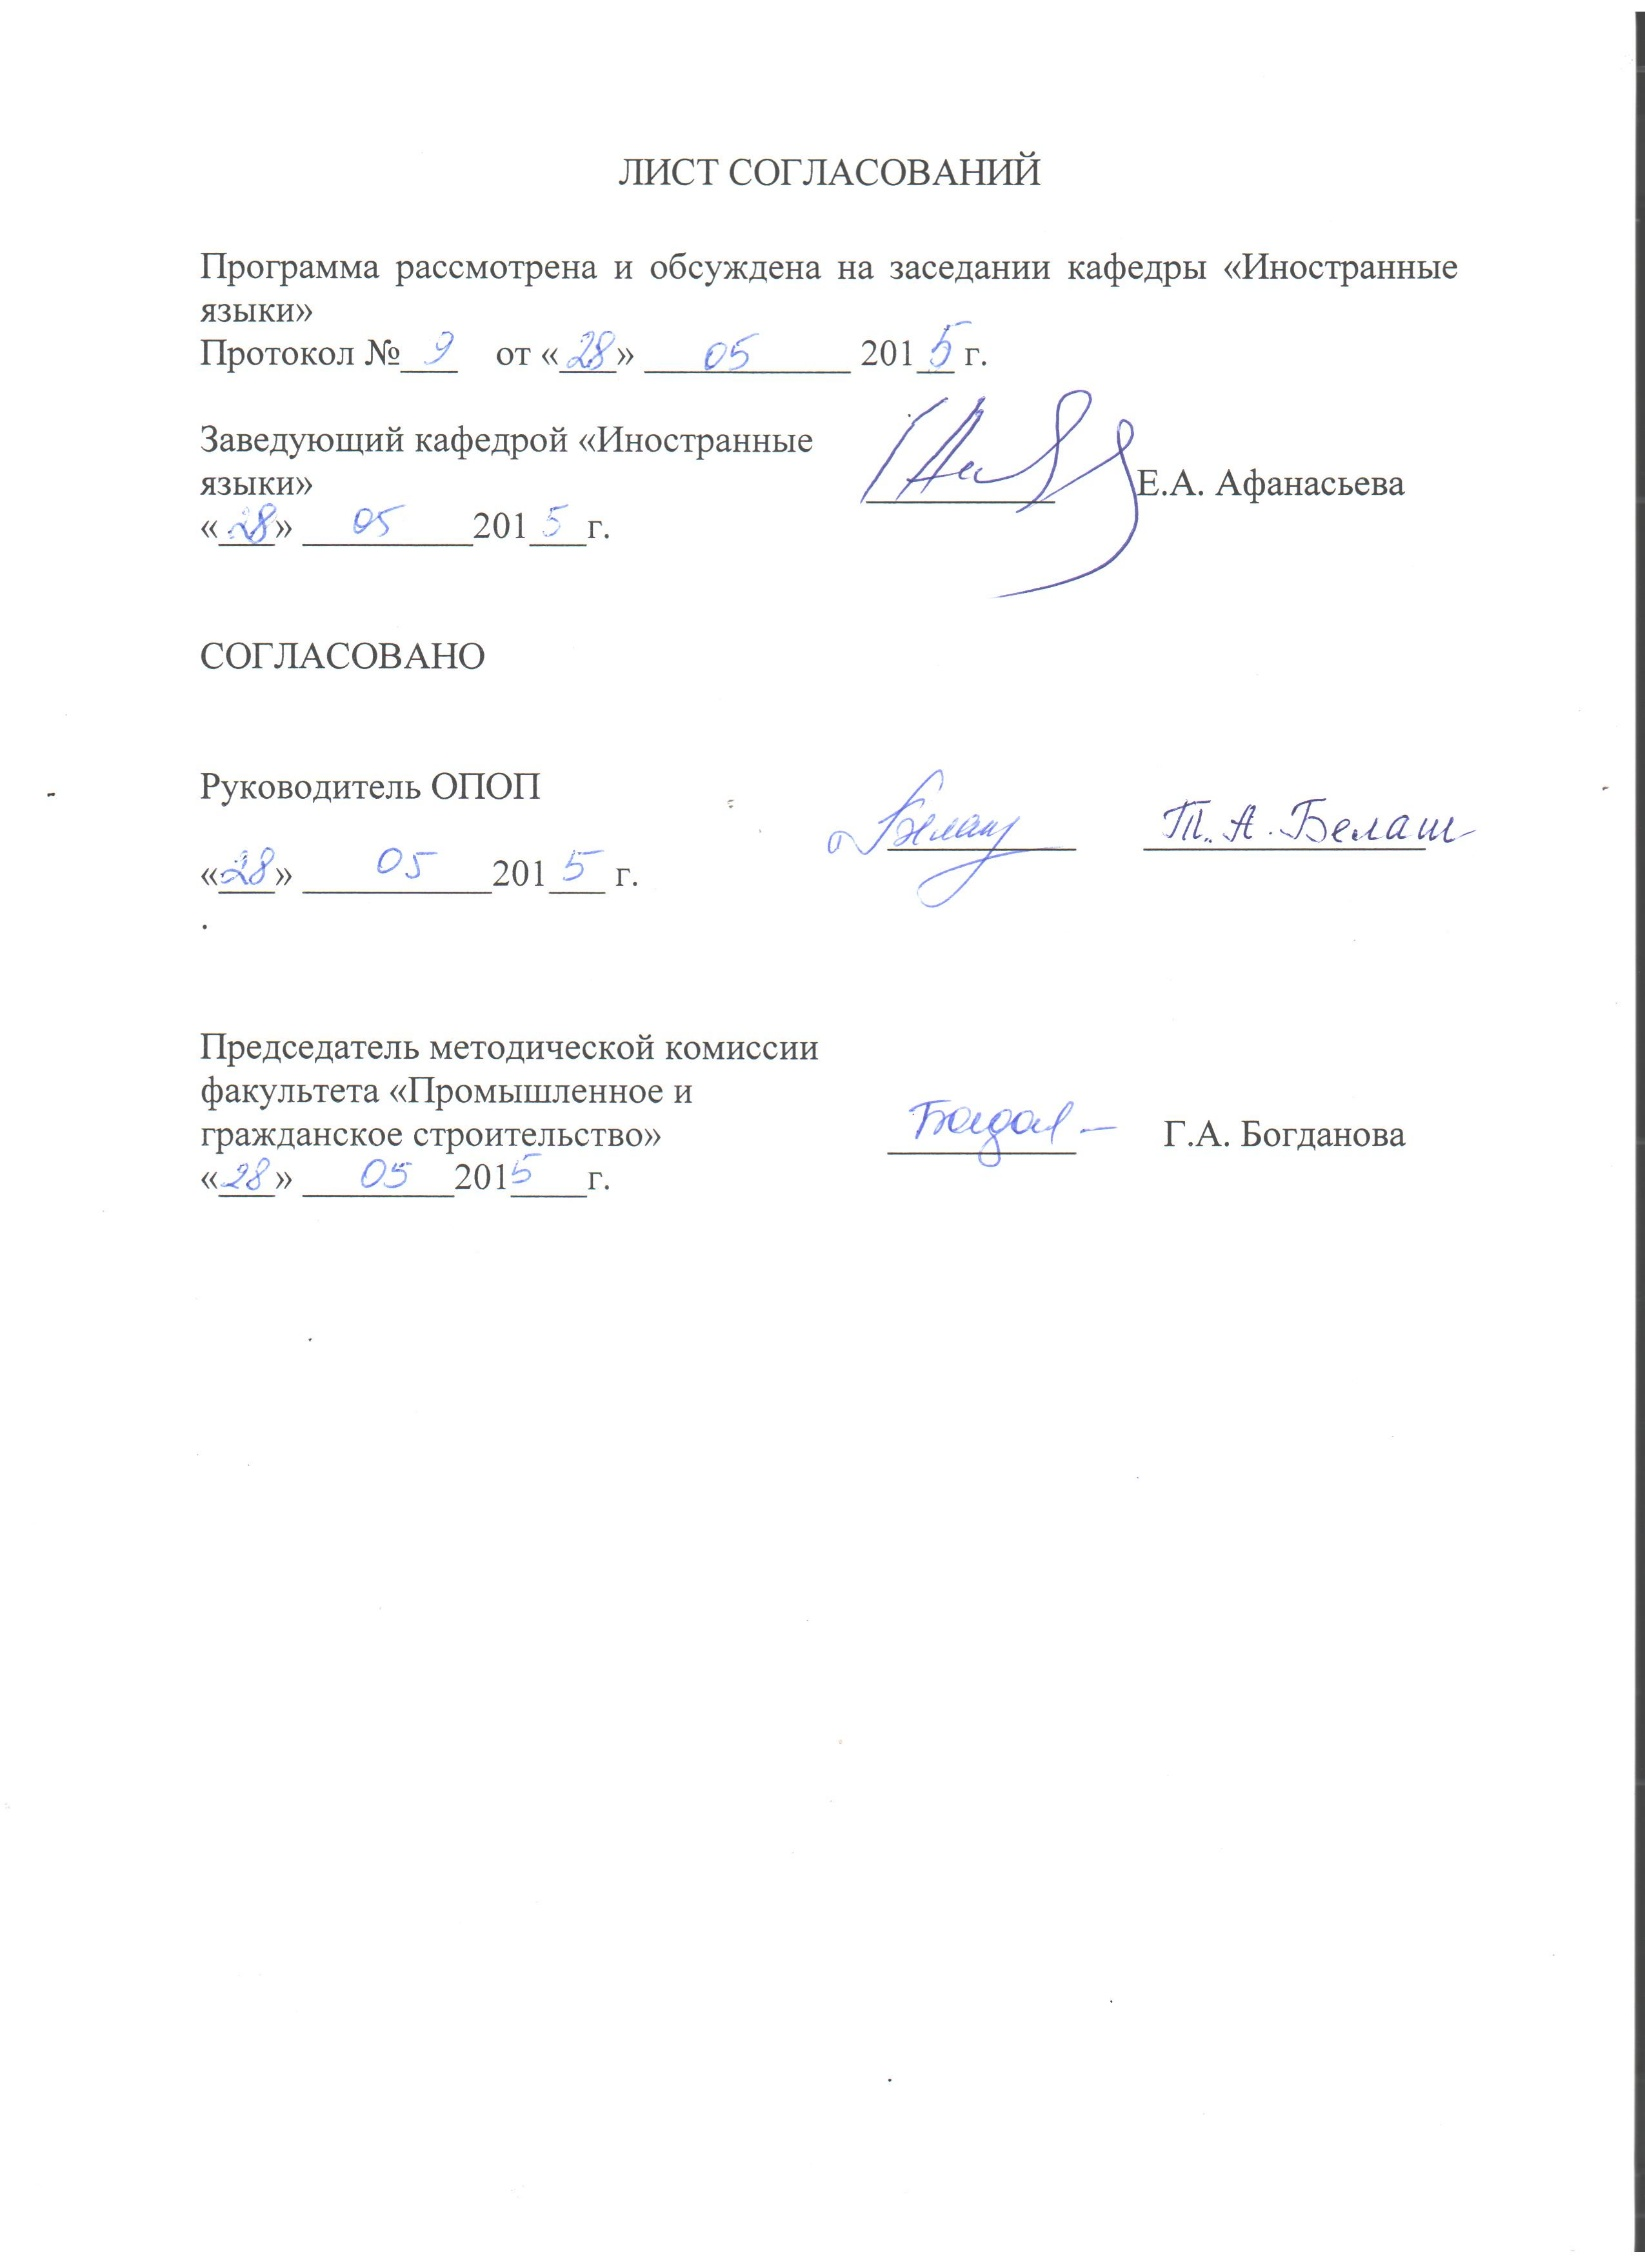 ЛИСТ СОГЛАСОВАНИЙ
Программа рассмотрена и обсуждена на заседании кафедры «Иностранные
языки»
Протокол № 9 от «28» 05 2015 г.
Заведующий кафедрой «Иностранные
языки» Е.А. Афанасьева
«28» 05 2015 г.
СОГЛАСОВАНО
Руководитель ОПОП
Белаш Т.А. Белаш
«28» 05 2015 г.
.
Председатель методической комиссии
факультета «Промышленное и
гражданское строительство» Г.А. Богданова
«28» 05 2015 г.